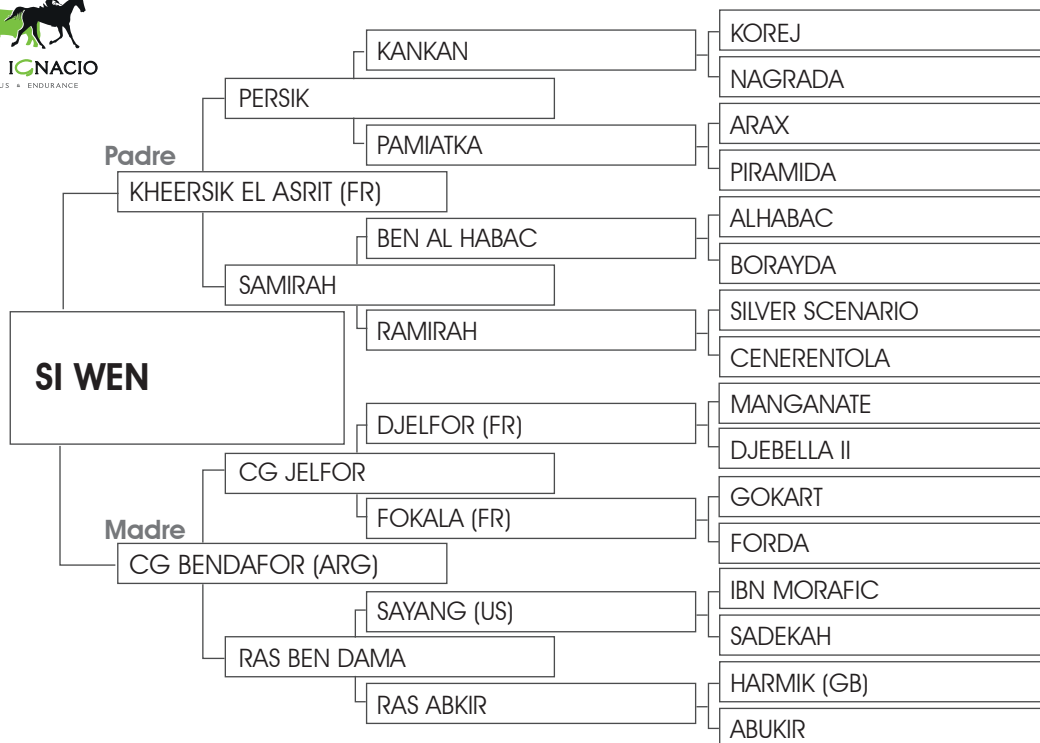 IGNACIO
US & ENDURANCE
KOREJ
KANKAN
NAGRADA
PERSIK
ARAX
PAMIATKA
PIRAMIDA
Padre
KHEERSIK EL ASRIT (FR)
ALHABAC
BEN AL HABAC
BORAYDA
SAMIRAH
SILVER SCENARIO
RAMIRAH
CENERENTOLA
SI WEN
MANGANATE
DJELFOR (FR)
DJEBELLA II
CG JELFOR
GOKART
FOKALA (FR)
FORDA
Madre
CG BENDAFOR (ARG)
IBN MORAFIC
SAYANG (US)
SADEKAH
RAS BEN DAMA
HARMIK (GB)
RAS ABKIR
ABUKIR